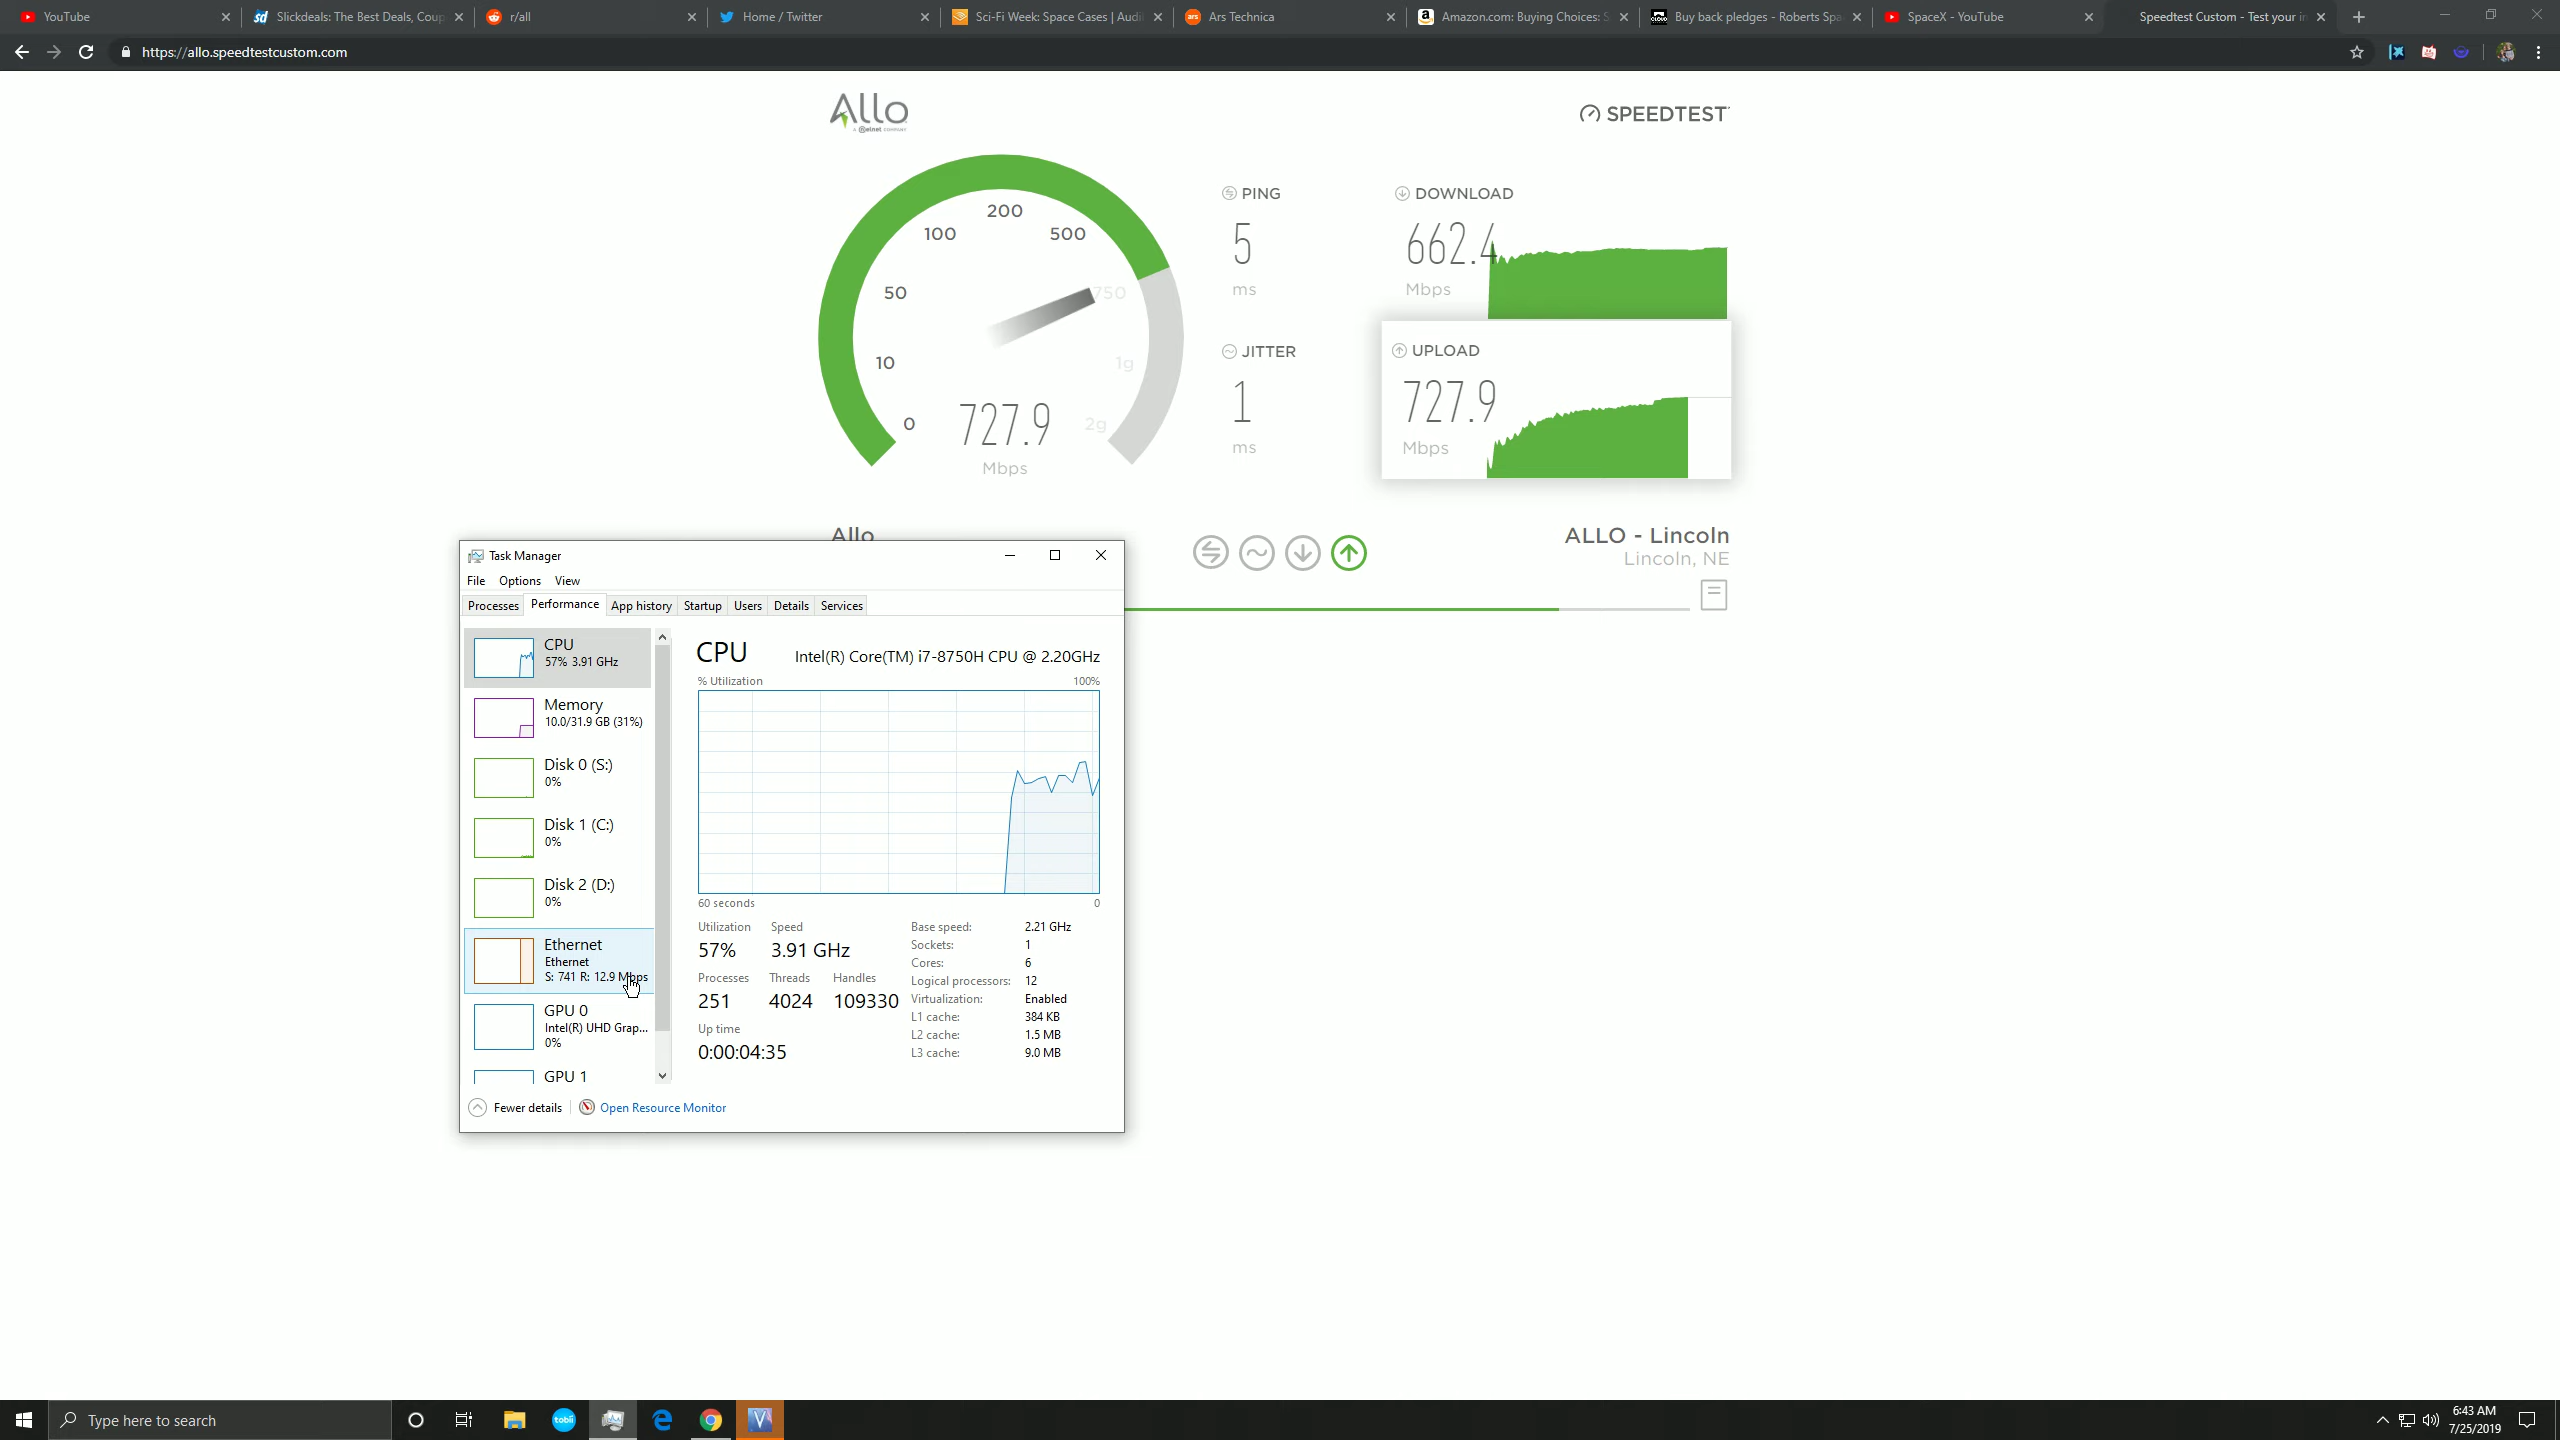 YouTube
Slickdeals: The Best Deals, Coup
r/all
Home / Twitter
Sci-Fi Week: Space Cases | Audi
Ars Technica
Amazon.com: Buying Choices: S
Buy back pledges - Roberts Spa
SpaceX - YouTube
Speedtest Custom - Test your in
https://allo.speedtestcustom.com
Allo
a nelnet company
SPEEDTEST
0
10
50
100
200
500
750
1g
2g
727.9
Mbps
PING
5
ms
DOWNLOAD
662.4
Mbps
JITTER
1
ms
UPLOAD
727.9
Mbps
Allo
ALLO - Lincoln
Lincoln, NE
Task Manager
File Options View
Processes Performance App history Startup Users Details Services
CPU
57% 3.91 GHz
Memory
10.0/31.9 GB (31%)
Disk 0 (S:)
0%
Disk 1 (C:)
0%
Disk 2 (D:)
0%
Ethernet
Ethernet
S: 741 R: 12.9 Mbps
GPU 0
Intel(R) UHD Grap...
0%
GPU 1
CPU Intel(R) Core(TM) i7-8750H CPU @ 2.20GHz
% Utilization 100%
60 seconds 0
Utilization Speed
57% 3.91 GHz
Processes Threads Handles
251 4024 109330
Up time
0:00:04:35
Base speed: 2.21 GHz
Sockets: 1
Cores: 6
Logical processors: 12
Virtualization: Enabled
L1 cache: 384 KB
L2 cache: 1.5 MB
L3 cache: 9.0 MB
Fewer details Open Resource Monitor
Type here to search
tobii
6:43 AM
7/25/2019